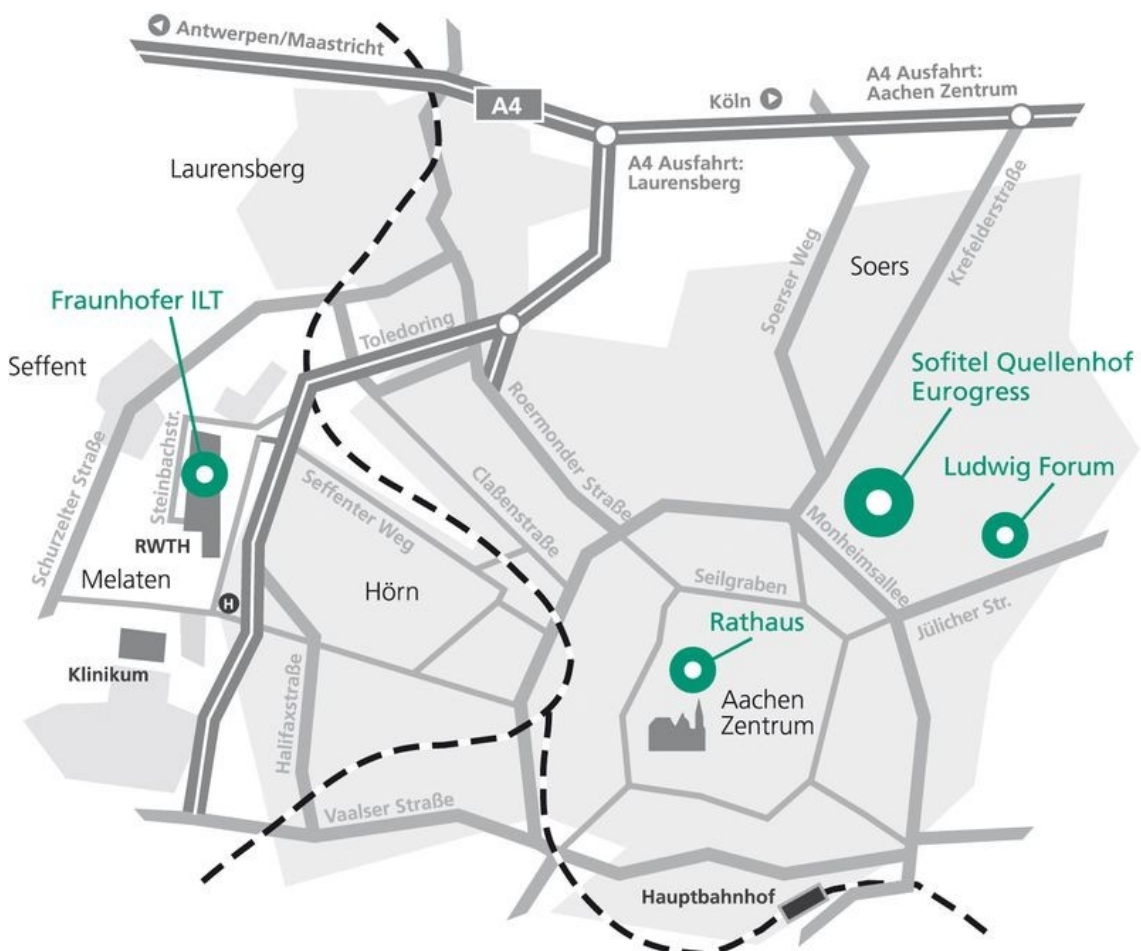 Antwerpen/Maastricht
A4
Köln
A4 Ausfahrt:
Aachen Zentrum
A4 Ausfahrt:
Laurensberg
Laurensberg
Soers
Soerser Weg
Krefelderstraße
Fraunhofer ILT
Toledoring
Seffent
Sofitel Quellenhof
Eurogress
Ludwig Forum
Roermonder Straße
Steinbachstr.
Schurzelter Straße
Claßenstraße
Seffenter Weg
RWTH
Melaten
Hörn
H
Monheimsallee
Seilgraben
Jülicher Str.
Rathaus
Klinikum
Aachen
Zentrum
Halifaxstraße
Vaalser Straße
Hauptbahnhof